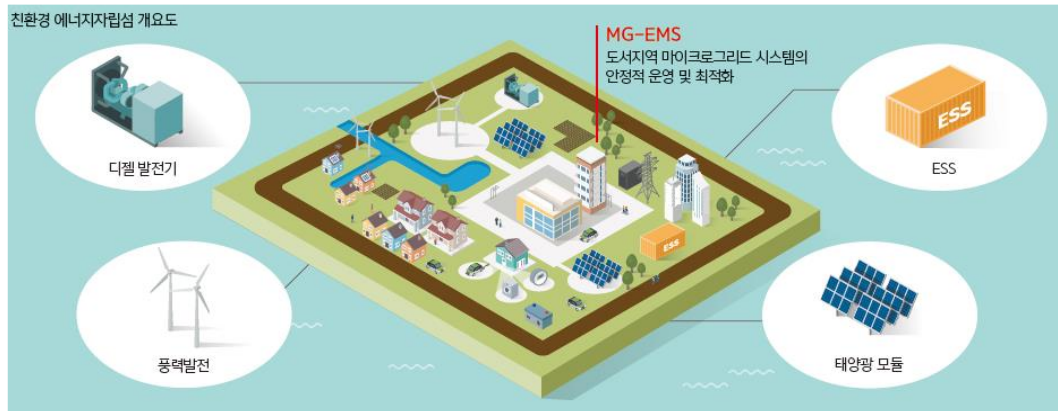 친환경 에너지자립섬 개요도
MG-EMS
도서지역 마이크로그리드 시스템의
안정적 운영 및 최적화
디젤 발전기
ESS
ESS
ESS
풍력발전
태양광 모듈